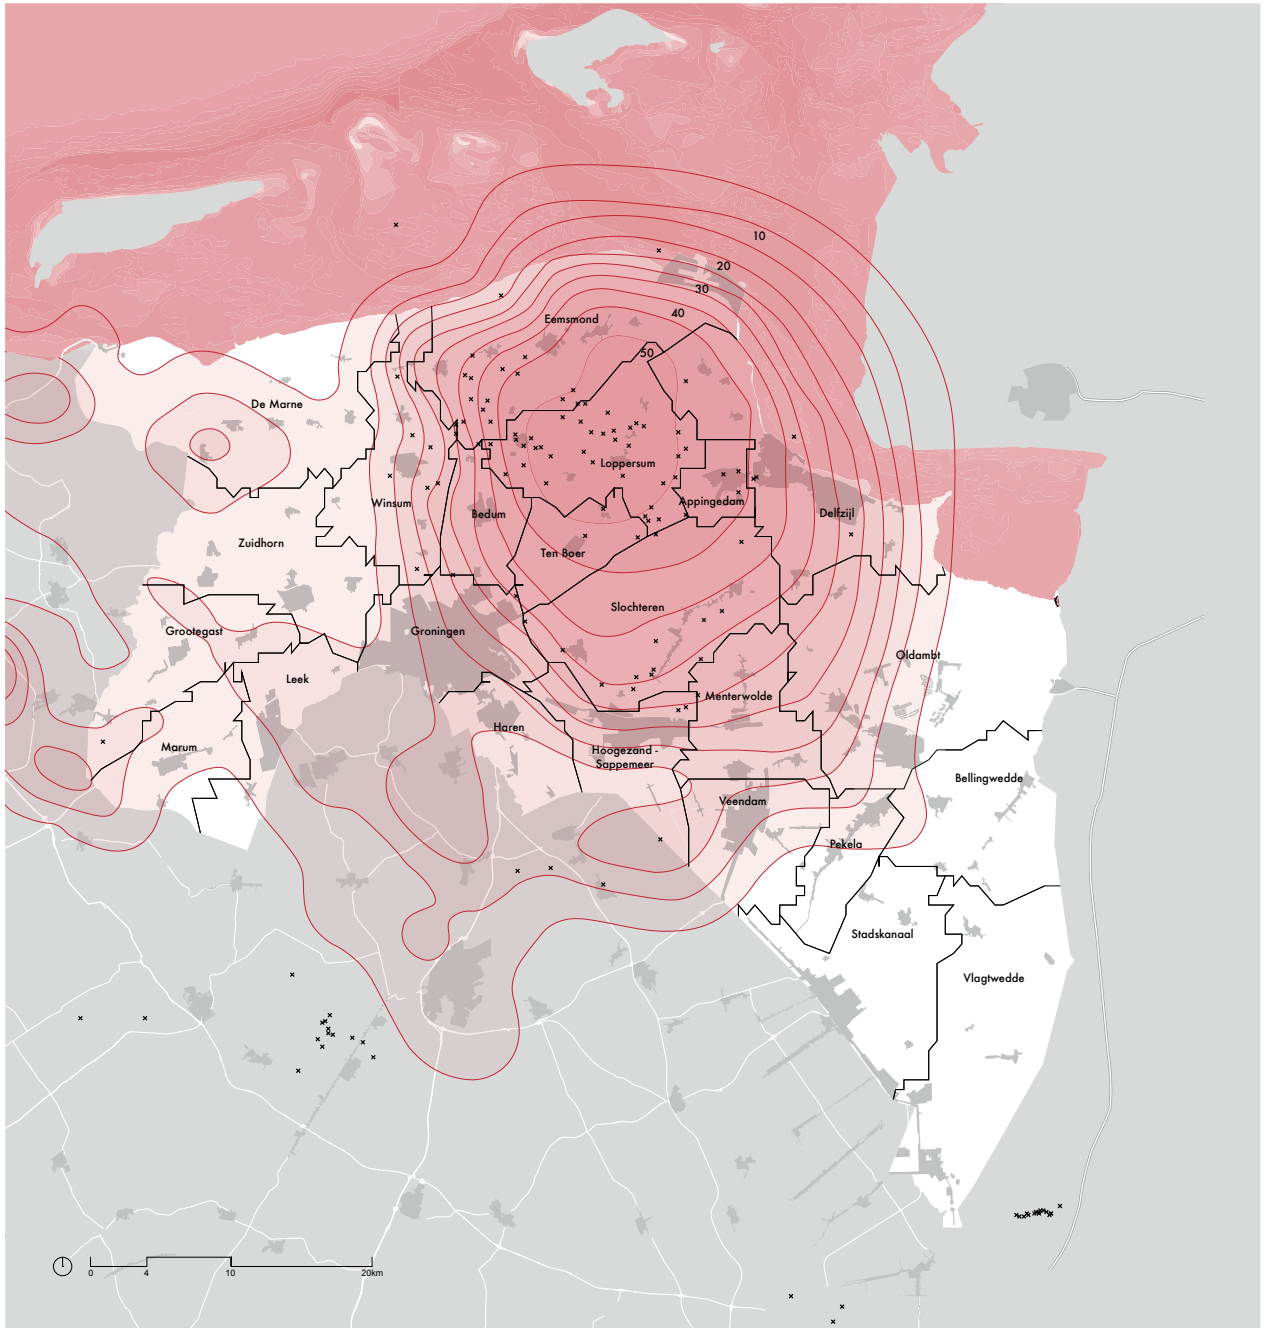 10
20
30
40
Eemsmond
50
De Marne
Loppersum
Winsum
Appingedam
Bedum
Delfzijl
Zuidhorn
Ten Boer
Slochteren
Grootegast
Groningen
Oldambt
Leek
Menterwolde
Haren
Marum
Hoogezand -
Sappemeer
Bellingwedde
Veendam
Pekela
Stadskanaal
Vlagtwedde
0
4
10
20km